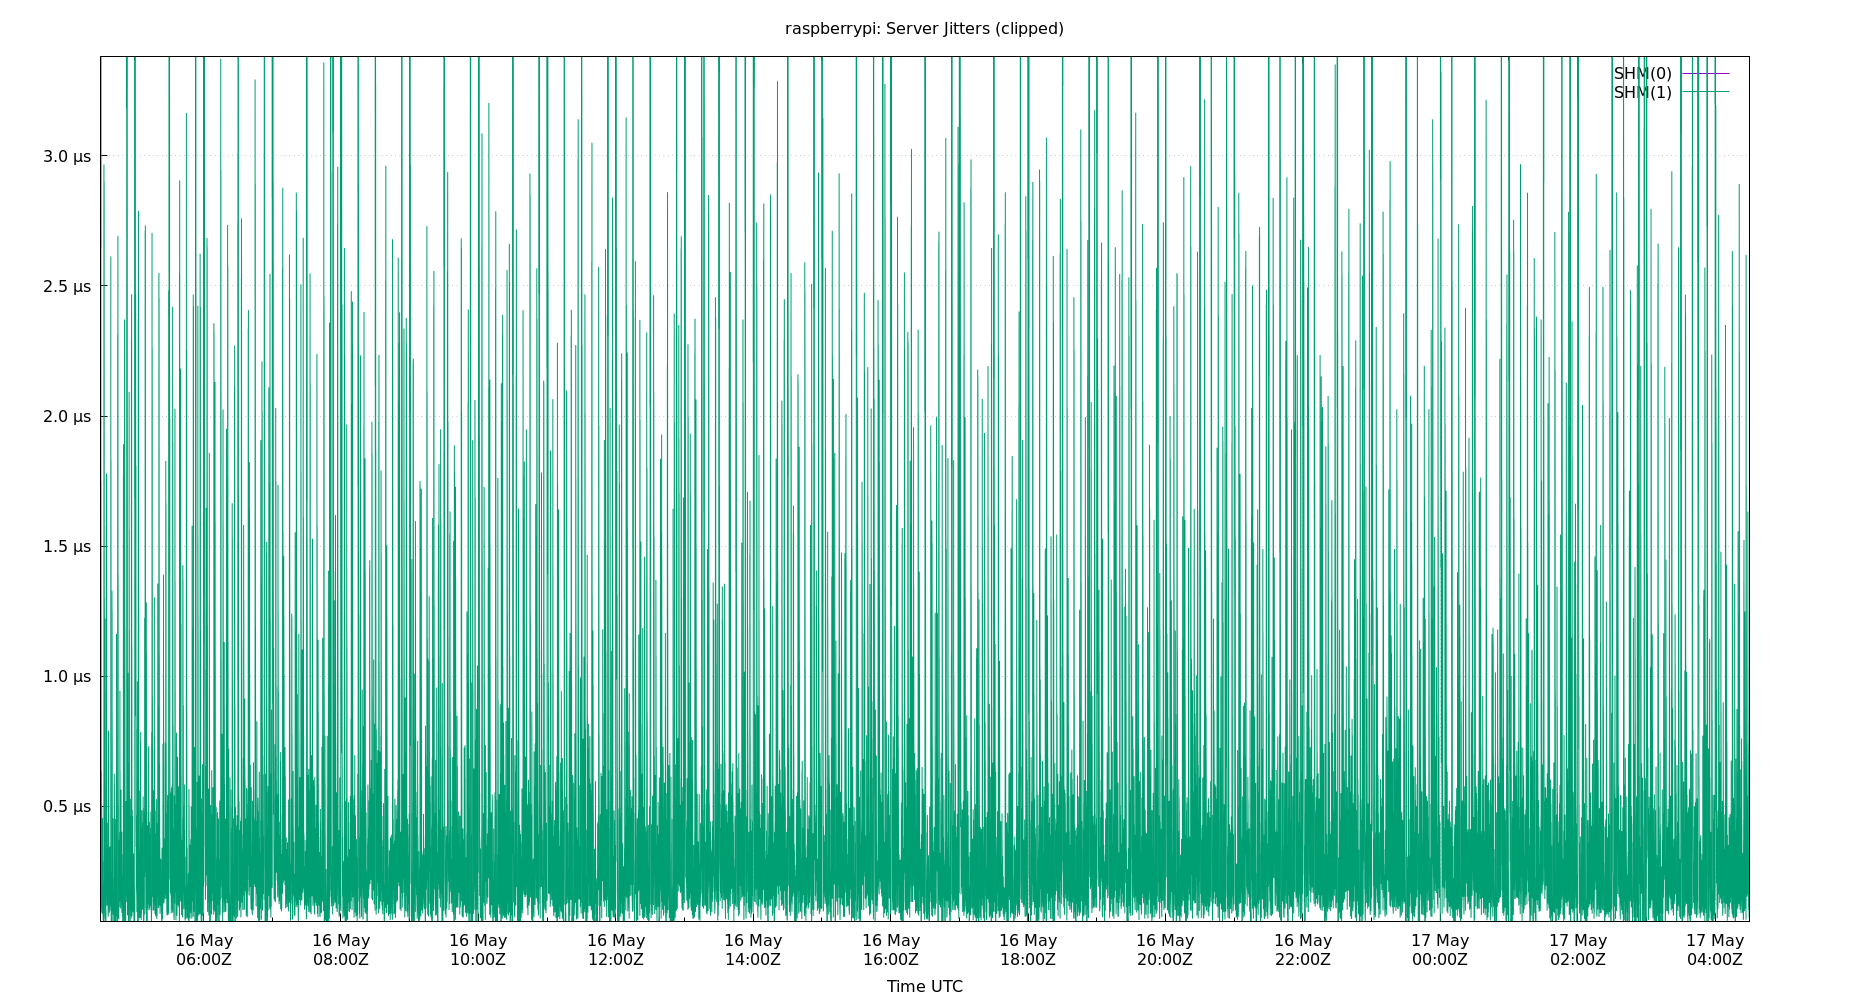 raspberrypi: Server Jitters (clipped)
SHM(0)
SHM(1)
3.0 µs
2.5 µs
2.0 µs
1.5 µs
1.0 µs
0.5 µs
16 May 16 May 16 May 16 May 16 May 16 May 16 May 16 May 16 May 17 May 17 May 17 May
06:00Z 08:00Z 10:00Z 12:00Z 14:00Z 16:00Z 18:00Z 20:00Z 22:00Z 00:00Z 02:00Z 04:00Z
Time UTC